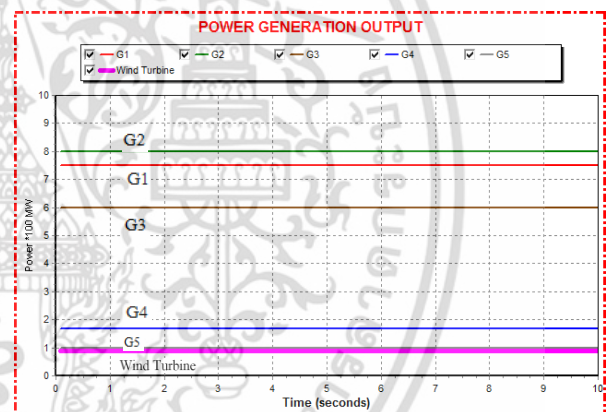 POWER GENERATION OUTPUT
G1 G2 G3 G4 G5
Wind Turbine
10
9
8
7
6
5
4
3
2
1
0
Power *100 MW
G2
G1
G3
G4
G5
Wind Turbine
0 1 2 3 4 5 6 7 8 9 10
Time (seconds)